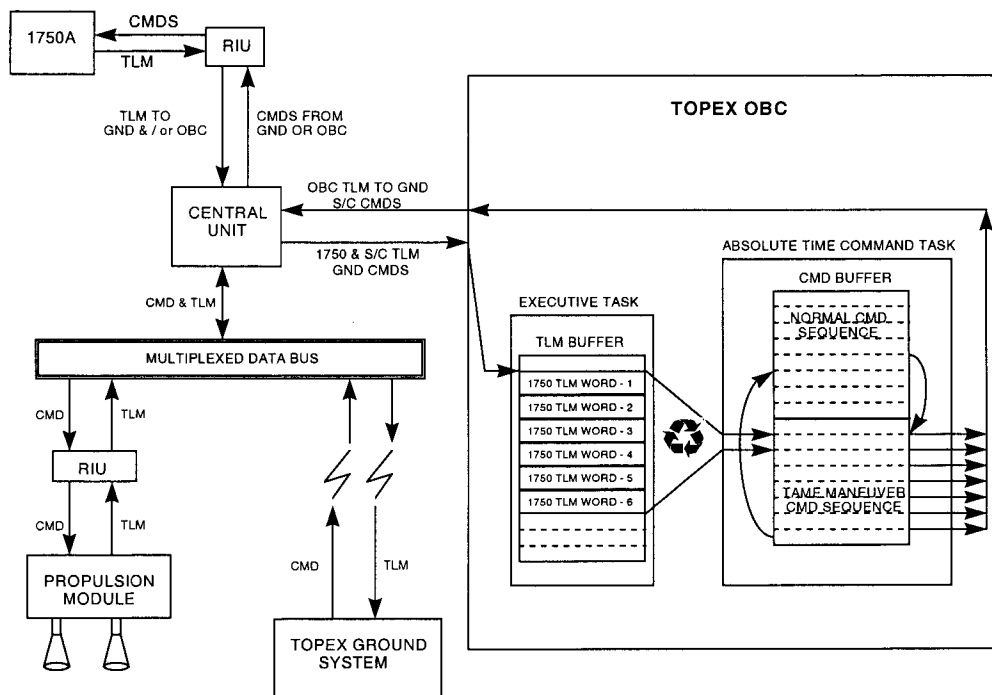 1750A
CMDS
TLM
RIU
TLM TO
GND & / or OBC
CMDS FROM
GND OR OBC
CENTRAL
UNIT
OBC TLM TO GND
S/C CMDS
1750 & S/C TLM
GND CMDS
CMD & TLM
MULTIPLEXED DATA BUS
CMD
TLM
RIU
CMD
TLM
PROPULSION
MODULE
CMD
TLM
TOPEX GROUND
SYSTEM
TOPEX OBC
EXECUTIVE TASK
TLM BUFFER
1750 TLM WORD - 1
1750 TLM WORD - 2
1750 TLM WORD - 3
1750 TLM WORD - 4
1750 TLM WORD - 5
1750 TLM WORD - 6
ABSOLUTE TIME COMMAND TASK
CMD BUFFER
NORMAL CMD
SEQUENCE
TAME MANEUVER
CMD SEQUENCE